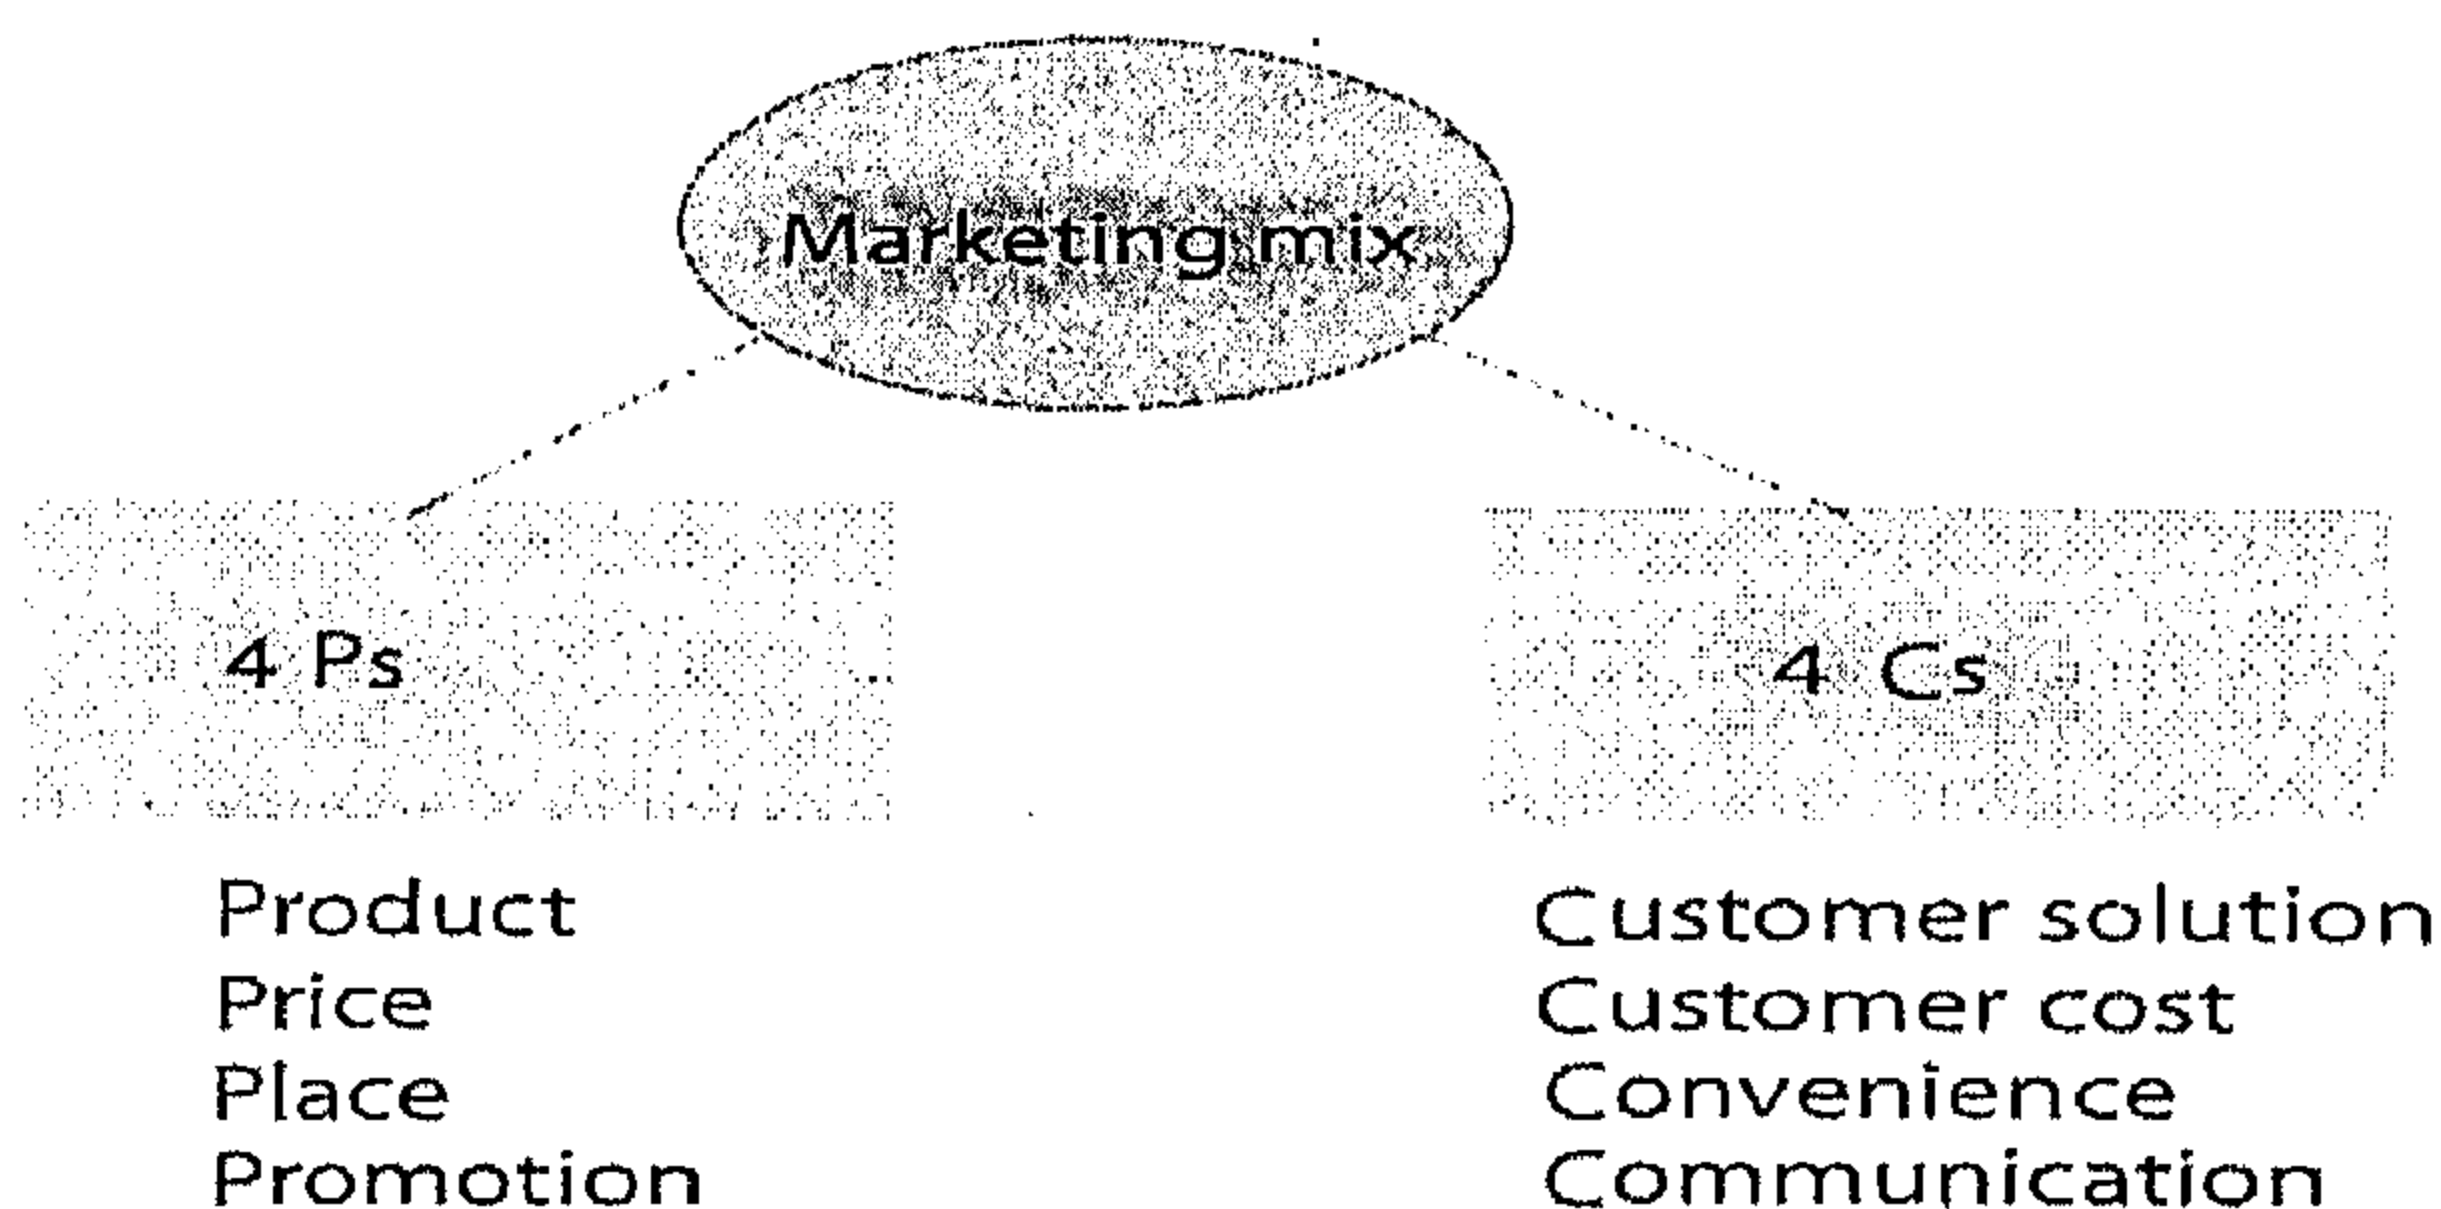 Marketing mix
4 Ps
4 Cs
Product
Price
Place
Promotion
Customer solution
Customer cost
Convenience
Communication